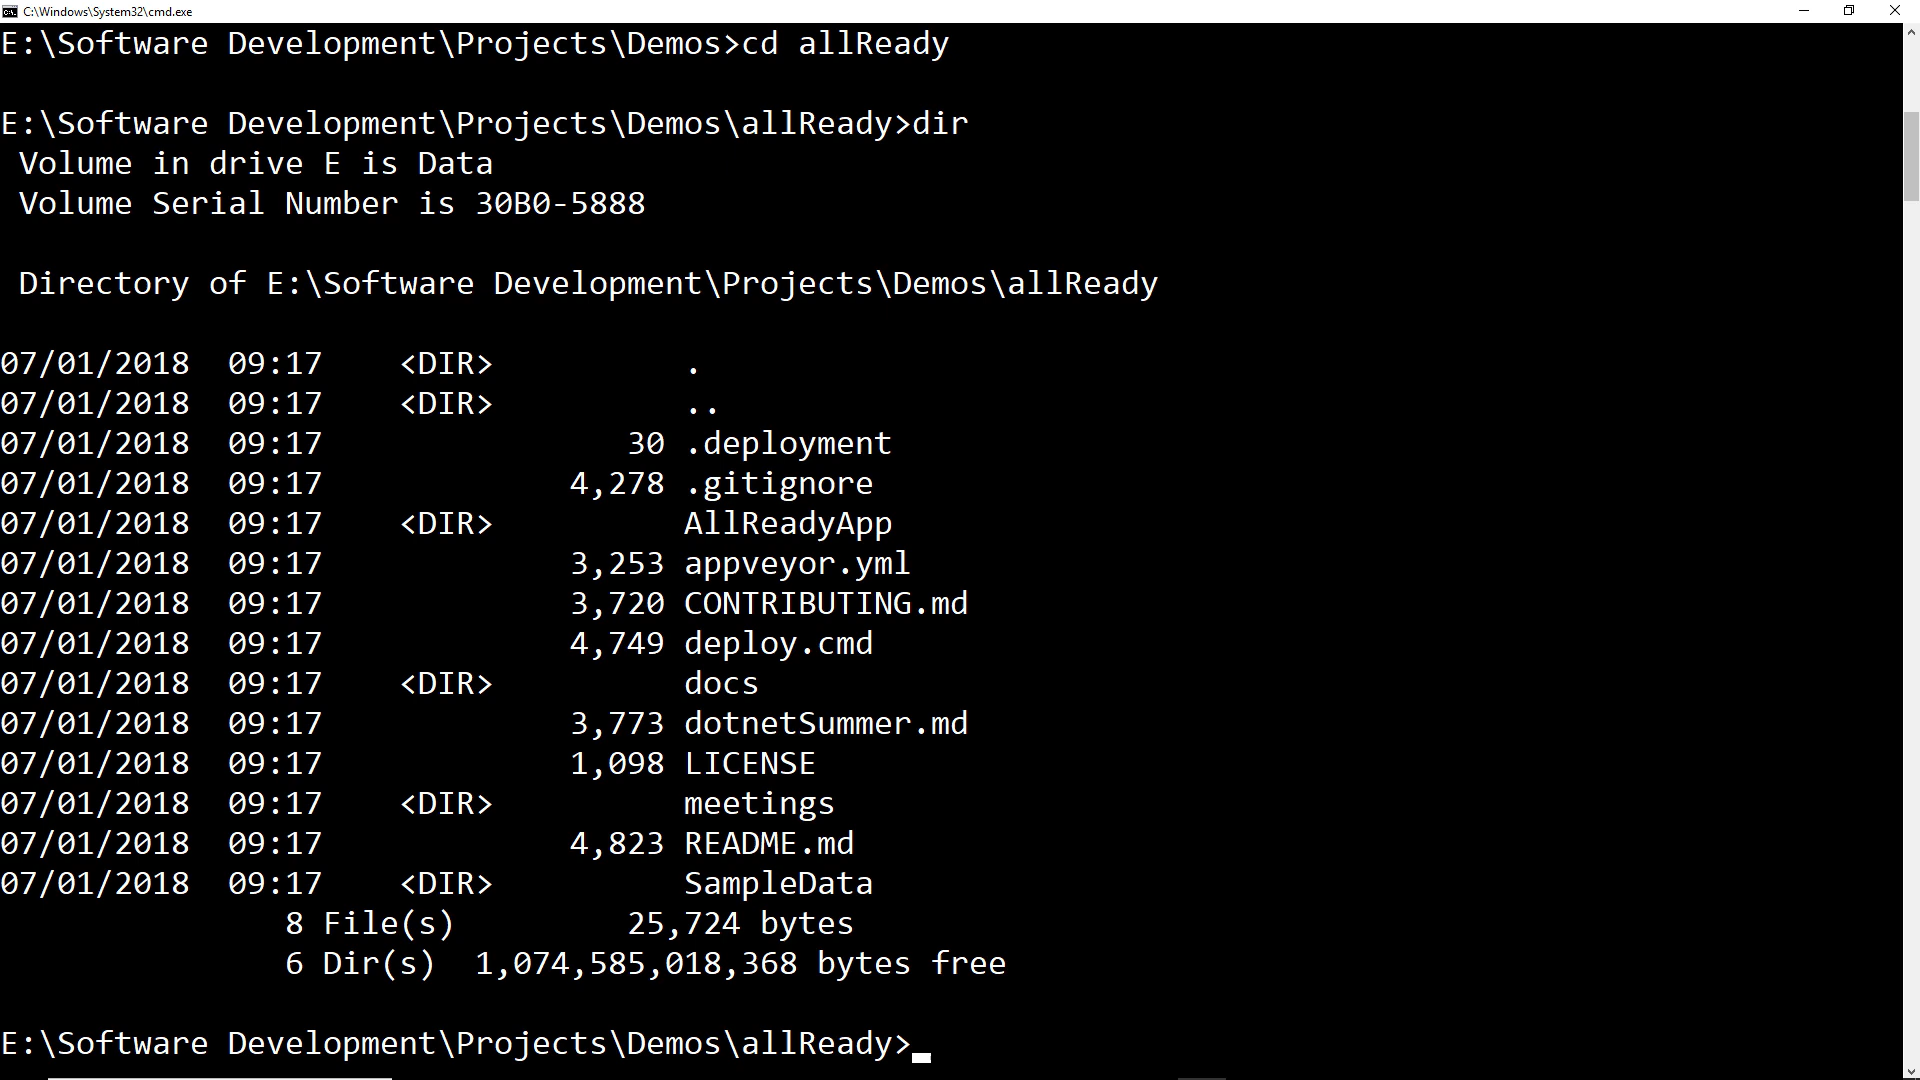 C:\Windows\System32\cmd.exe
E:\Software Development\Projects\Demos>cd allReady
E:\Software Development\Projects\Demos\allReady>dir
 Volume in drive E is Data
 Volume Serial Number is 30B0-5888
 Directory of E:\Software Development\Projects\Demos\allReady
07/01/2018  09:17    <DIR>          .
07/01/2018  09:17    <DIR>          ..
07/01/2018  09:17                30 .deployment
07/01/2018  09:17             4,278 .gitignore
07/01/2018  09:17    <DIR>          AllReadyApp
07/01/2018  09:17             3,253 appveyor.yml
07/01/2018  09:17             3,720 CONTRIBUTING.md
07/01/2018  09:17             4,749 deploy.cmd
07/01/2018  09:17    <DIR>          docs
07/01/2018  09:17             3,773 dotnetSummer.md
07/01/2018  09:17             1,098 LICENSE
07/01/2018  09:17    <DIR>          meetings
07/01/2018  09:17             4,823 README.md
07/01/2018  09:17    <DIR>          SampleData
               8 File(s)         25,724 bytes
               6 Dir(s)  1,074,585,018,368 bytes free
E:\Software Development\Projects\Demos\allReady>